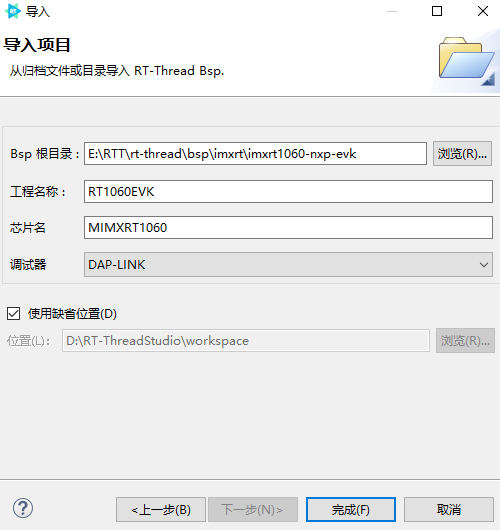 导入
导入项目
从归档文件或目录导入 RT-Thread Bsp.
Bsp 根目录： E:\RTT\rt-thread\bsp\imxrt\imxrt1060-nxp-evk 浏览(R)...
工程名称： RT1060EVK
芯片名 MIMXRT1060
调试器 DAP-LINK
使用缺省位置(D)
位置(L)： D:\RT-ThreadStudio\workspace 浏览(R)...
? <上一步(B) 下一步(N)> 完成(F) 取消